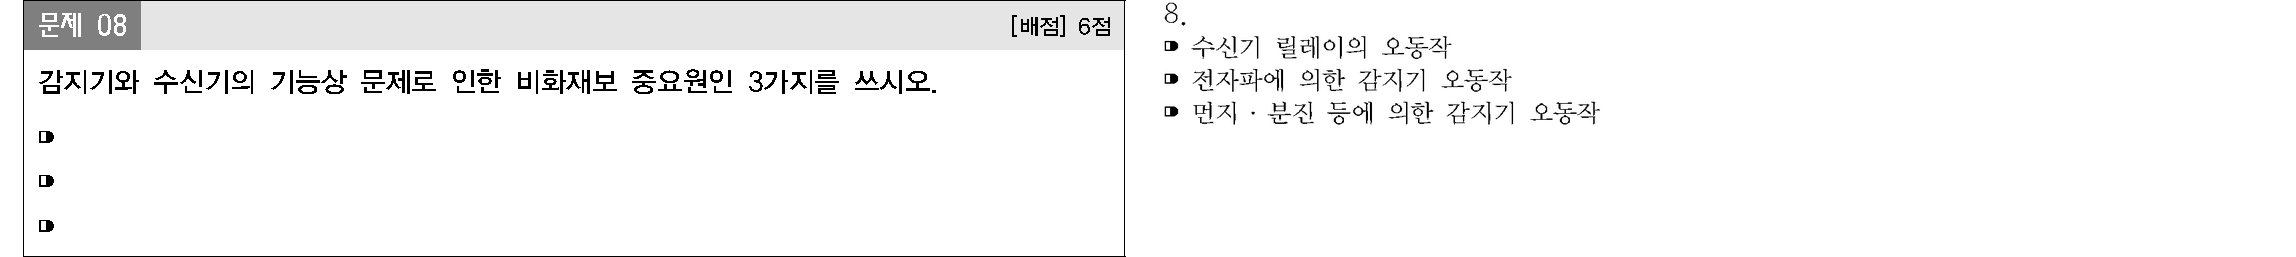 문제 08
[배점] 6점
감지기와 수신기의 기능상 문제로 인한 비화재보 중요원인 3가지를 쓰시오.
8.
수신기 릴레이의 오동작
전자파에 의한 감지기 오동작
먼지·분진 등에 의한 감지기 오동작